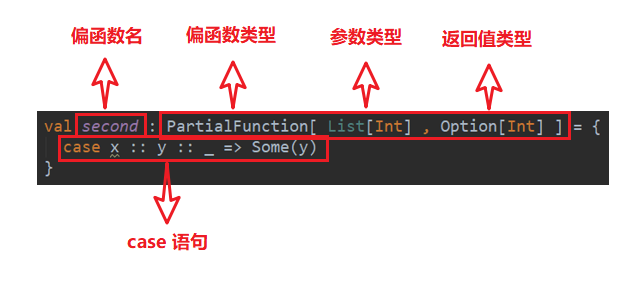 偏函数名 偏函数类型 参数类型 返回值类型
val second : PartialFunction[ List[Int] , Option[Int] ] = {
case x :: y :: _ => Some(y)
}
case 语句